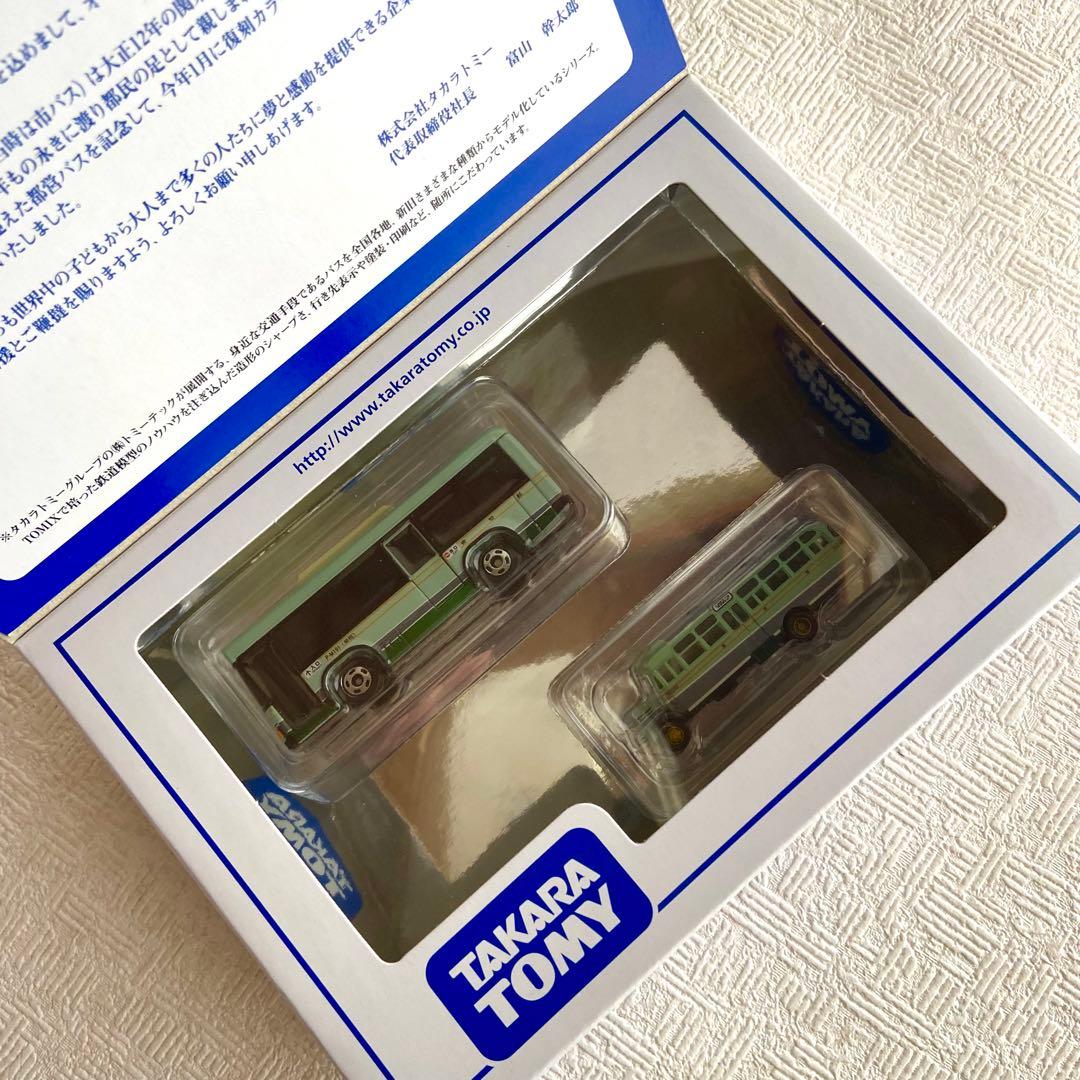 を込めまして、オ
当時は市バス）は大正12年の関東
年もの永きに渡り都民の足として親しま
迎えた都営バスを記念して、今年1月に復刻カラ
いたしました。
も世界中の子どもから大人まで多くの人たちに夢と感動を提供できる企業
後とご鞭撻を賜りますよう、よろしくお願い申しあげます。
株式会社タカラトミー
代表取締役社長
富山 幹太郎
※タカラトミーグループの㈱トミーテックが展開する、身近な交通手段であるバスを全国各地、新旧さまざまな種類からモデル化しているシリーズ。
TOMIXで培った鉄道模型のノウハウを注ぎ込んだ造形のシャープさ、行き先表示や塗装・印刷など、随所にこだわっています。
http://www.takaratomy.co.jp
TAKARA
TOMY